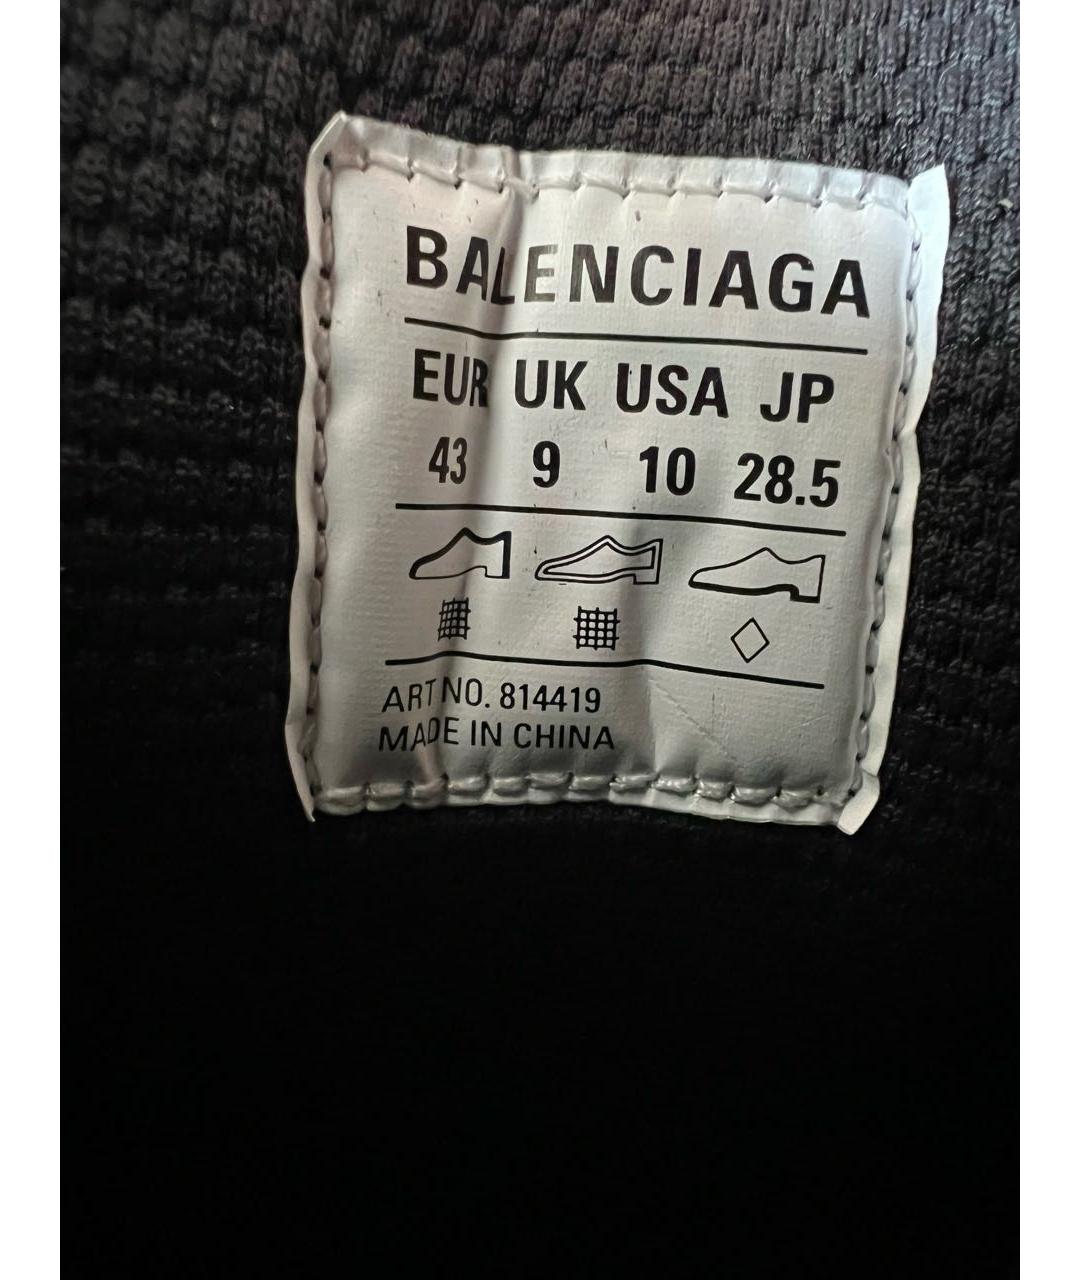 BALENCIAGA
EUR UK USA JP
43 9 10 28.5
ART NO. 814419
MADE IN CHINA